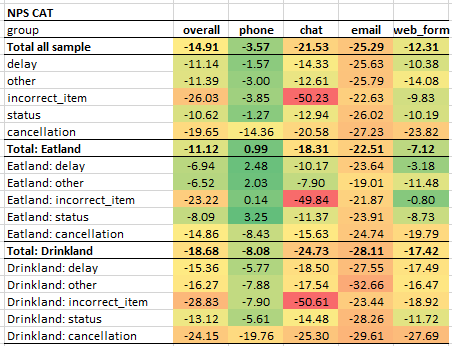 NPS CAT
group overall phone chat email web_form
Total all sample -14.91 -3.57 -21.53 -25.29 -12.31
delay -11.14 -1.57 -14.33 -25.63 -10.38
other -11.39 -3.00 -12.61 -25.79 -14.08
incorrect_item -26.03 -3.85 -50.23 -22.63 -9.83
status -10.62 -1.27 -12.94 -26.02 -10.19
cancellation -19.65 -14.36 -20.58 -27.23 -23.82
Total: Eatland -11.12 0.99 -18.31 -22.51 -7.12
Eatland: delay -6.94 2.48 -10.17 -23.64 -3.18
Eatland: other -6.52 2.03 -7.90 -19.01 -11.48
Eatland: incorrect_item -23.22 0.14 -49.84 -21.87 -0.80
Eatland: status -8.09 3.25 -11.37 -23.91 -8.73
Eatland: cancellation -14.86 -8.43 -15.63 -24.74 -19.79
Total: Drinkland -18.68 -8.08 -24.73 -28.11 -17.42
Drinkland: delay -15.36 -5.77 -18.50 -27.55 -17.49
Drinkland: other -16.27 -7.88 -17.54 -32.66 -16.47
Drinkland: incorrect_item -28.83 -7.90 -50.61 -23.44 -18.92
Drinkland: status -13.12 -5.61 -14.48 -28.26 -11.72
Drinkland: cancellation -24.15 -19.76 -25.30 -29.61 -27.69